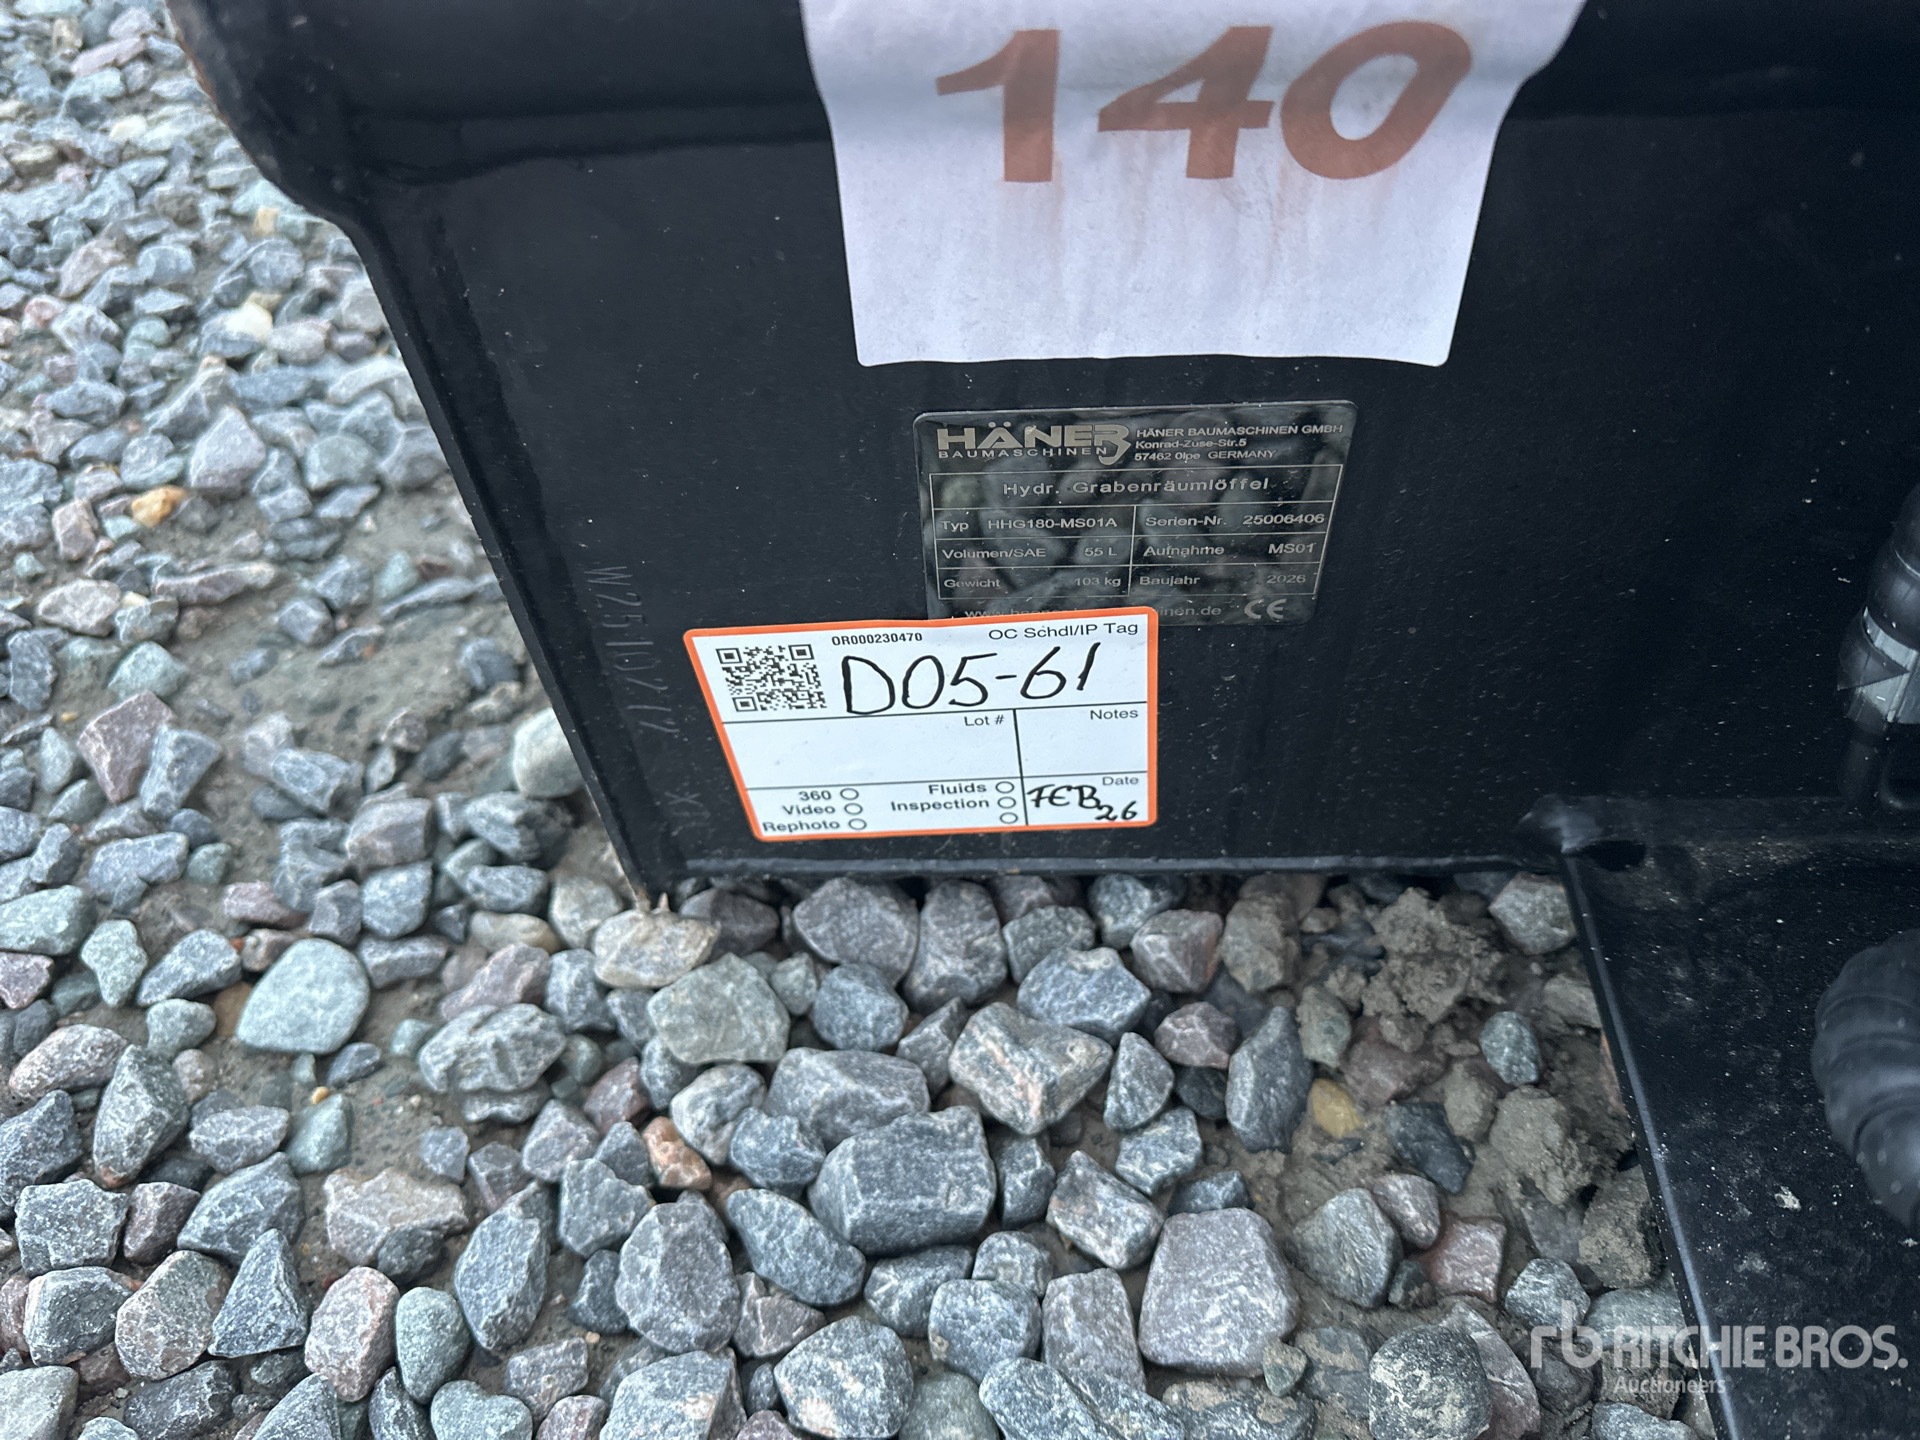 140
HÄNER
BAUMASCHINEN
HÄNER BAUMASCHINEN GMBH
Konrad-Zuse-Str.5
57462 Olpe GERMANY
Hydr. Grabenräumlöffel
Typ HHG180-MS01A Serien-Nr. 25006406
Volumen/SAE 55 L Aufnahme MS01
Gewicht 103 kg Baujahr 2026
CE
OR000230470 OC Schdl/IP Tag
D05-61
Lot # Notes
360 Fluids Date
Video Inspection FEB
Rephoto 26
rb RITCHIE BROS.
Auctioneers